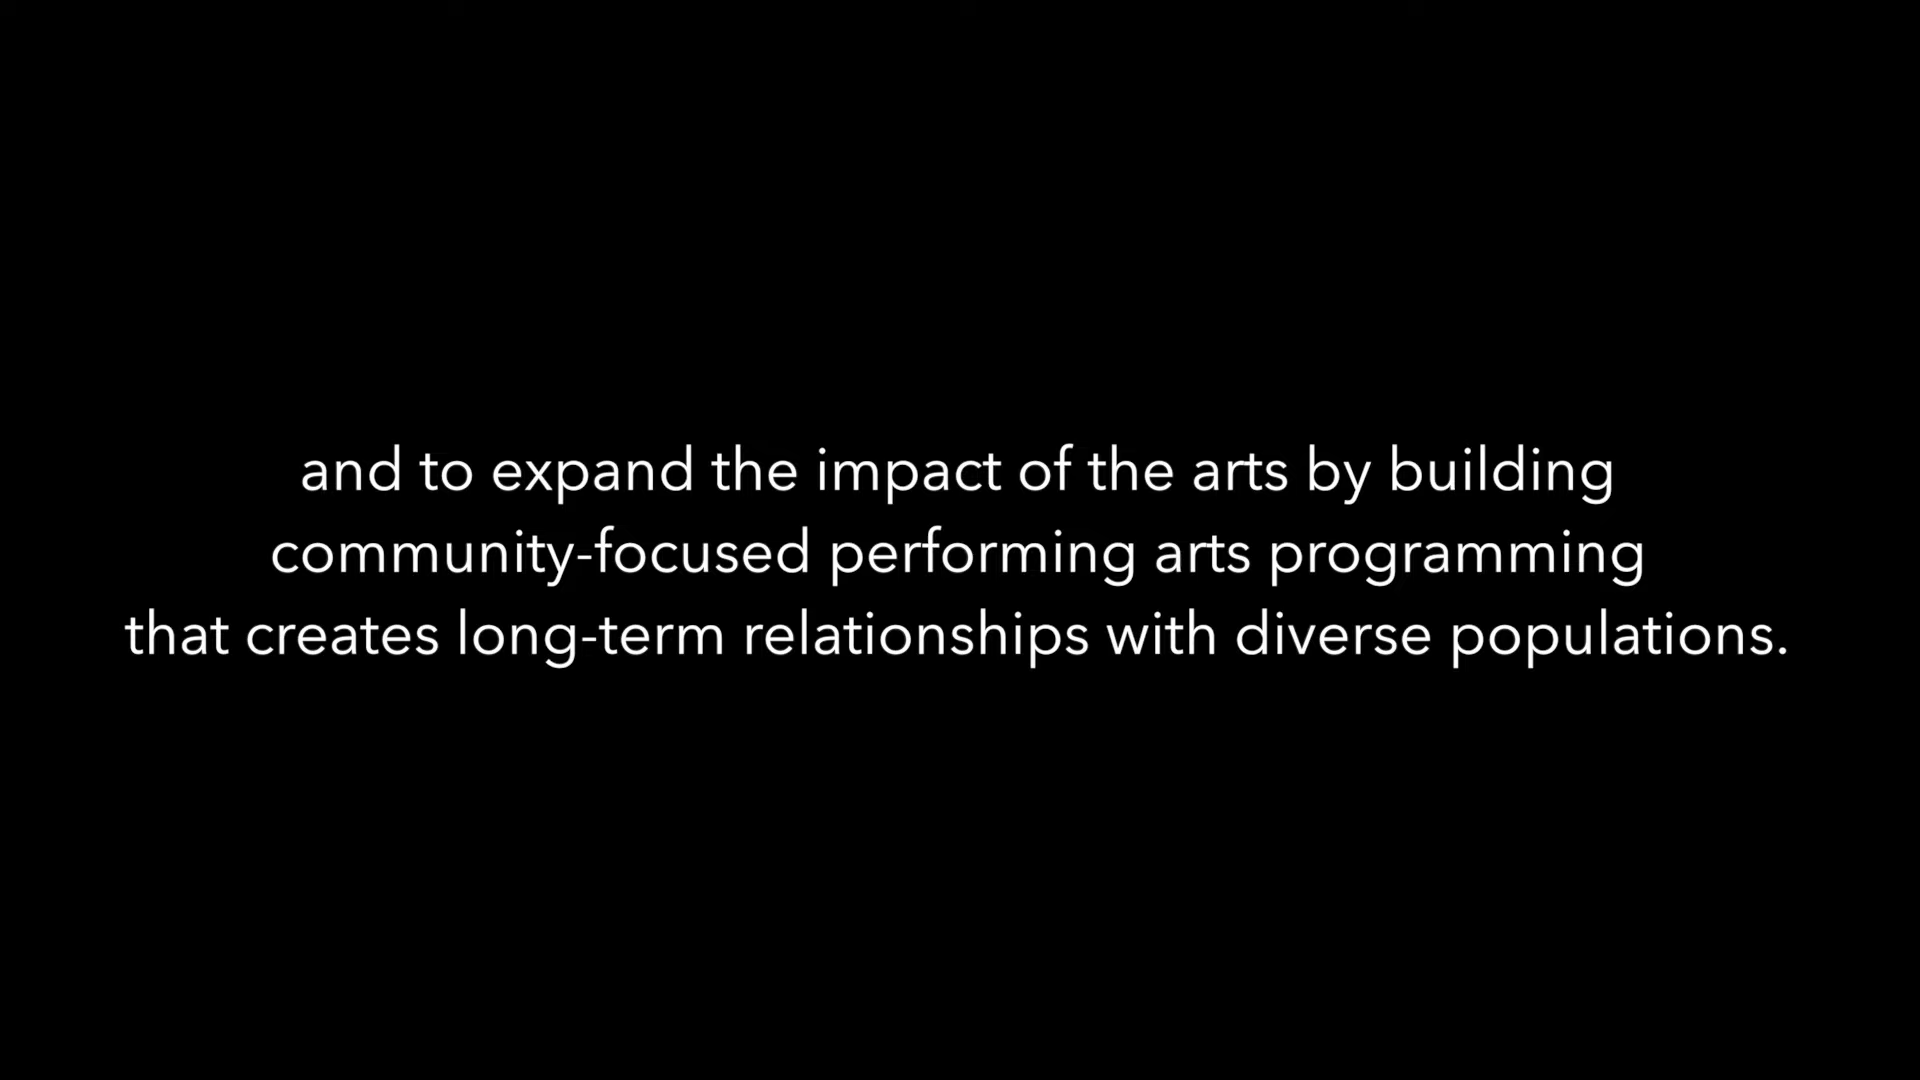 and to expand the impact of the arts by building
community-focused performing arts programming
that creates long-term relationships with diverse populations.